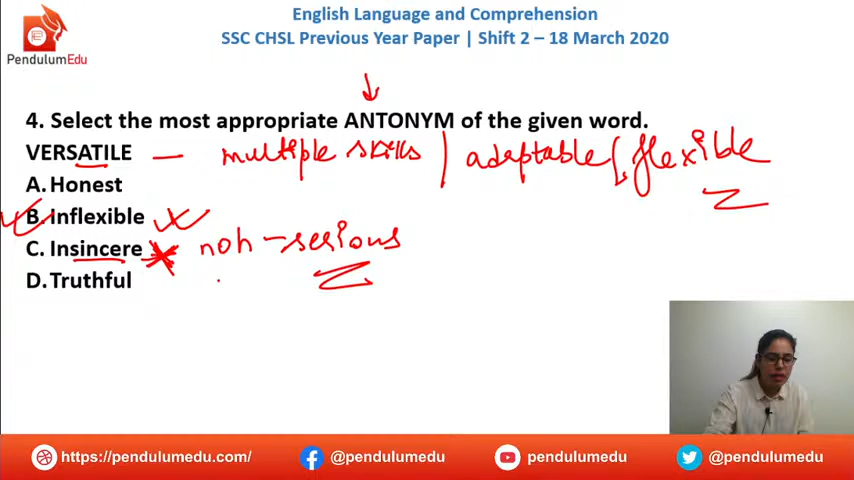 English Language and Comprehension
SSC CHSL Previous Year Paper | Shift 2 – 18 March 2020
PendulumEdu
4. Select the most appropriate ANTONYM of the given word.
VERSATILE — multiple skills | adaptable | flexible
A. Honest
B. Inflexible
C. Insincere non-serious
D. Truthful
https://pendulumedu.com/ @pendulumedu pendulumedu @pendulumedu